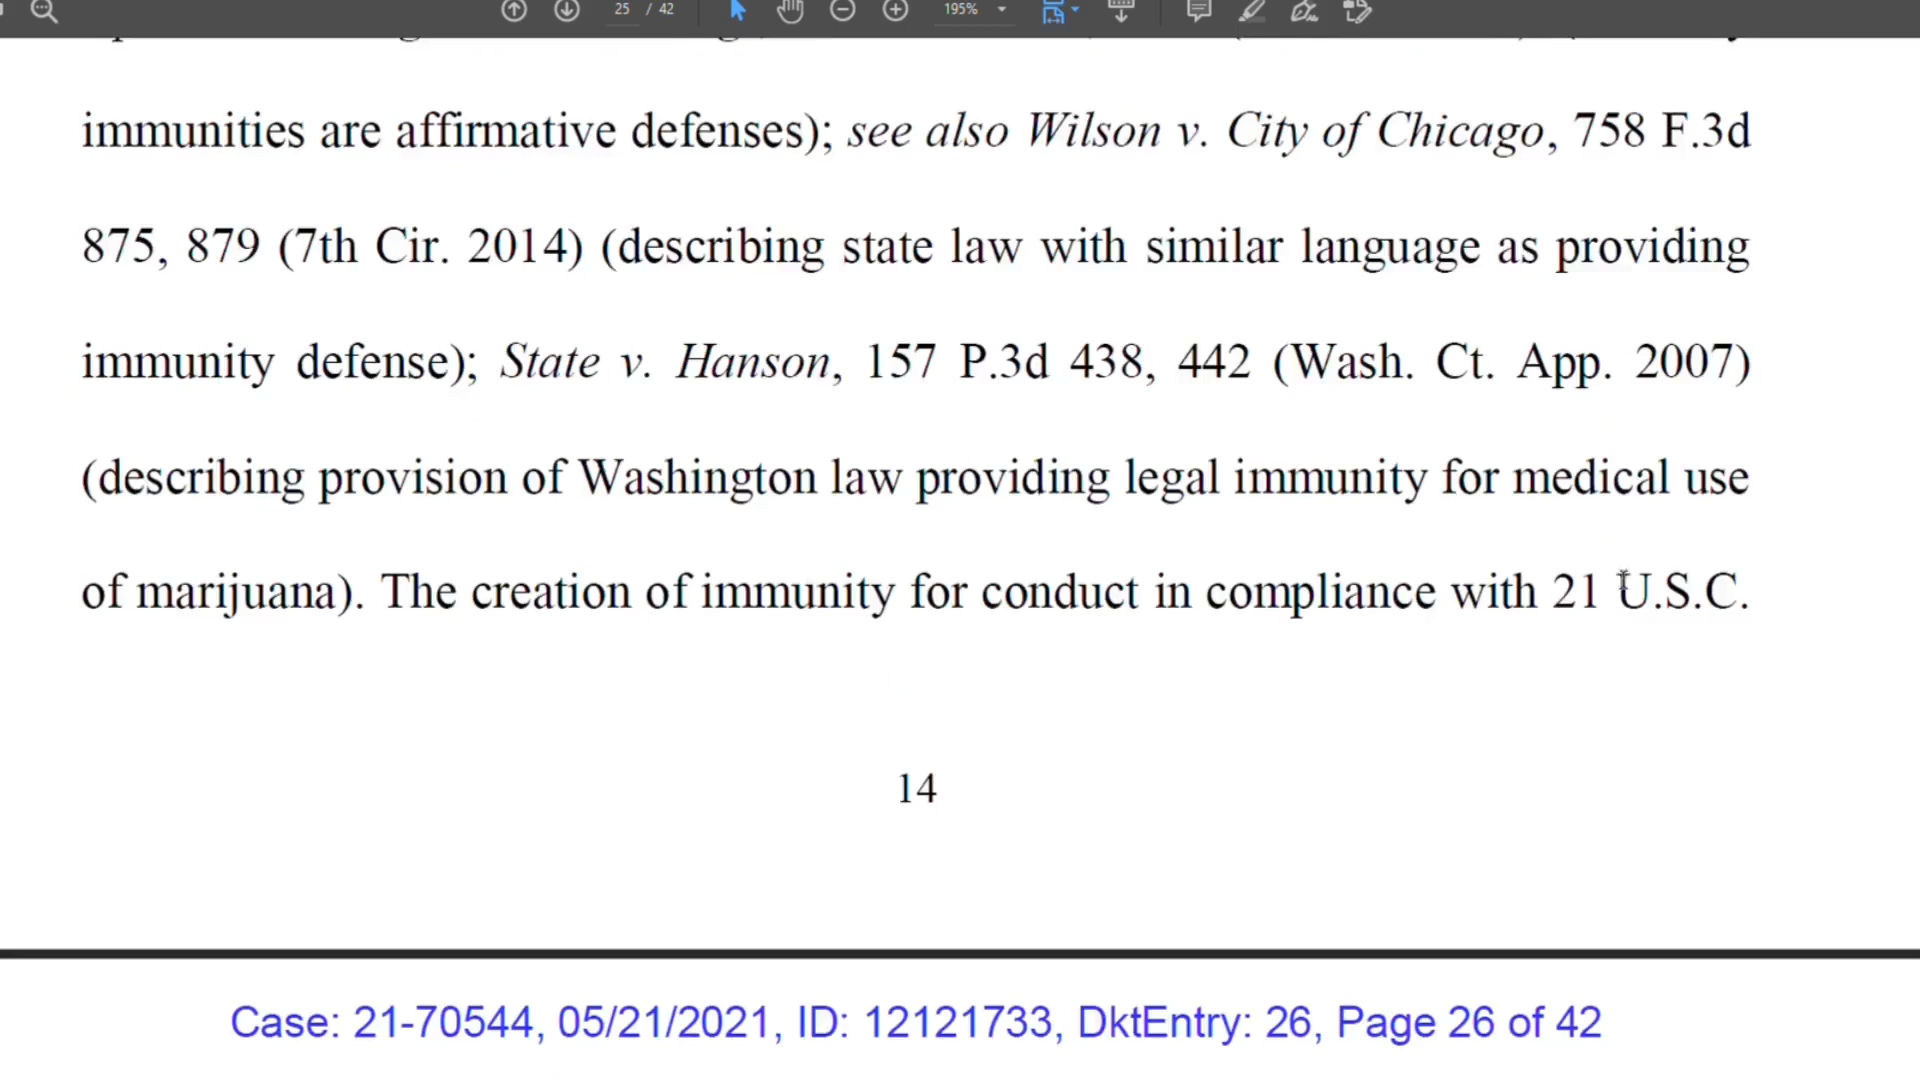 25 / 42
195%
immunities are affirmative defenses); see also Wilson v. City of Chicago, 758 F.3d
875, 879 (7th Cir. 2014) (describing state law with similar language as providing
immunity defense); State v. Hanson, 157 P.3d 438, 442 (Wash. Ct. App. 2007)
(describing provision of Washington law providing legal immunity for medical use
of marijuana). The creation of immunity for conduct in compliance with 21 U.S.C.
14
Case: 21-70544, 05/21/2021, ID: 12121733, DktEntry: 26, Page 26 of 42